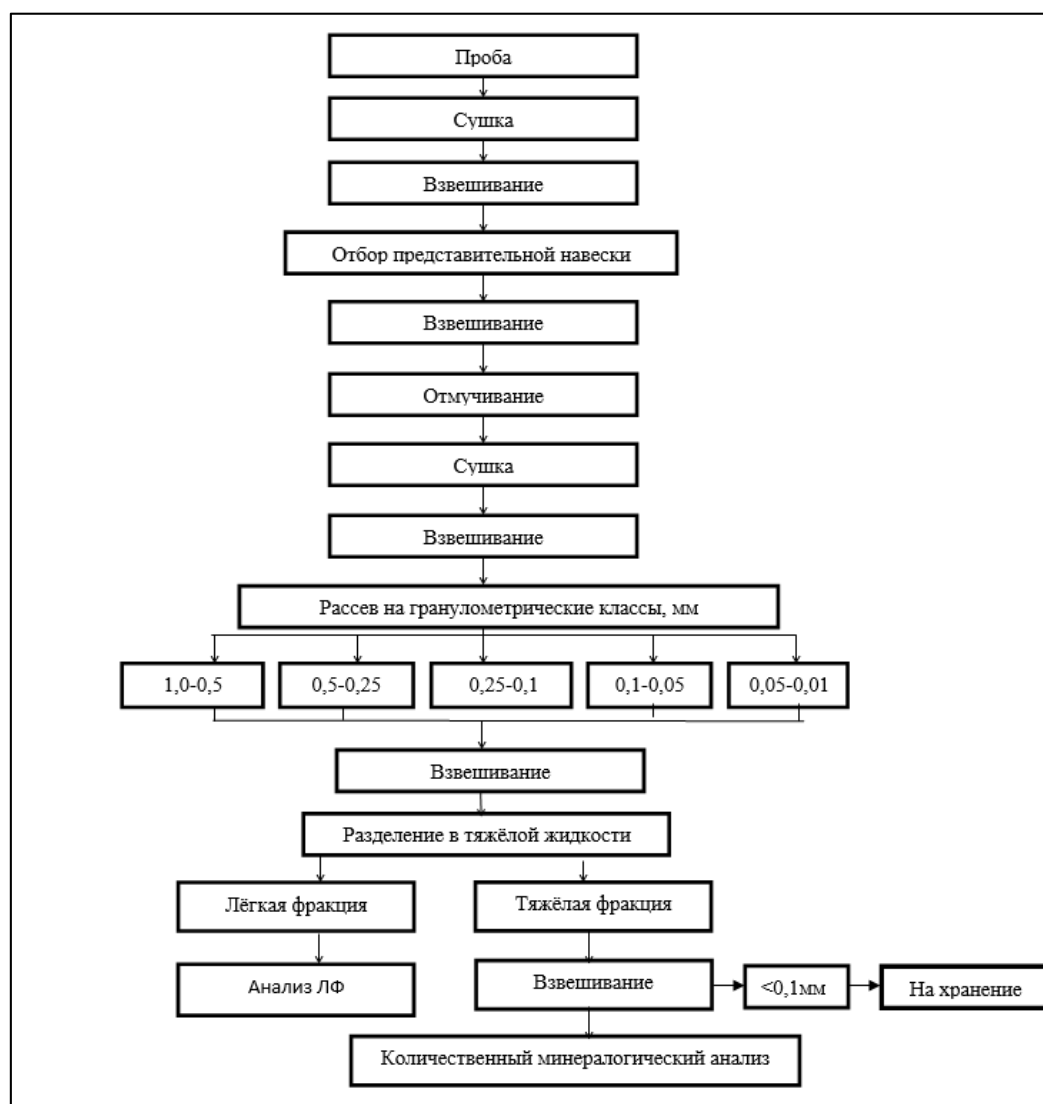 Проба
Сушка
Взвешивание
Отбор представительной навески
Взвешивание
Отмучивание
Сушка
Взвешивание
Рассев на гранулометрические классы, мм
1,0-0,5
0,5-0,25
0,25-0,1
0,1-0,05
0,05-0,01
Взвешивание
Разделение в тяжёлой жидкости
Лёгкая фракция
Тяжёлая фракция
Анализ ЛФ
Взвешивание
<0,1мм
На хранение
Количественный минералогический анализ